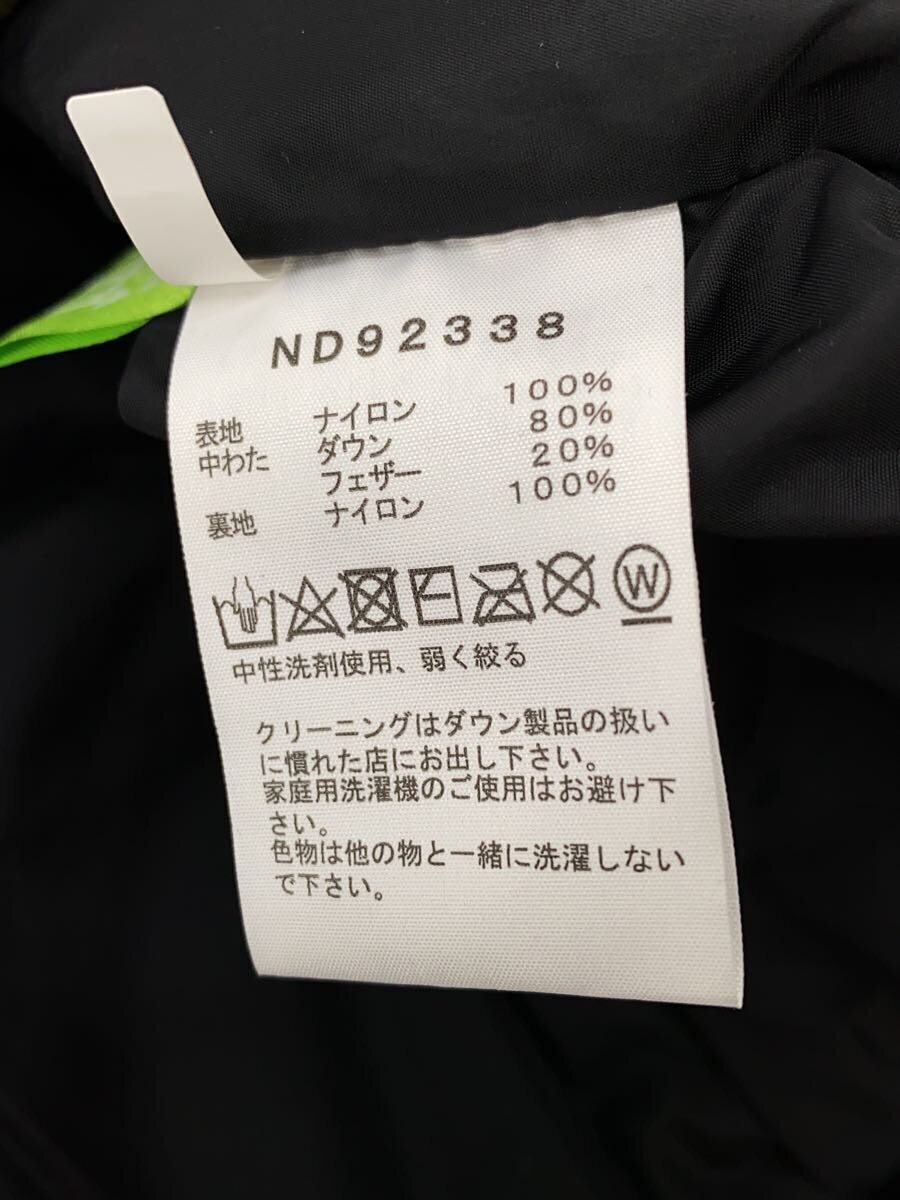 ND92338
表地 ナイロン 100%
中わた ダウン 80%
フェザー 20%
裏地 ナイロン 100%
W
中性洗剤使用、弱く絞る
クリーニングはダウン製品の扱い
に慣れた店にお出し下さい。
家庭用洗濯機のご使用はお避け下
さい。
色物は他の物と一緒に洗濯しない
で下さい。